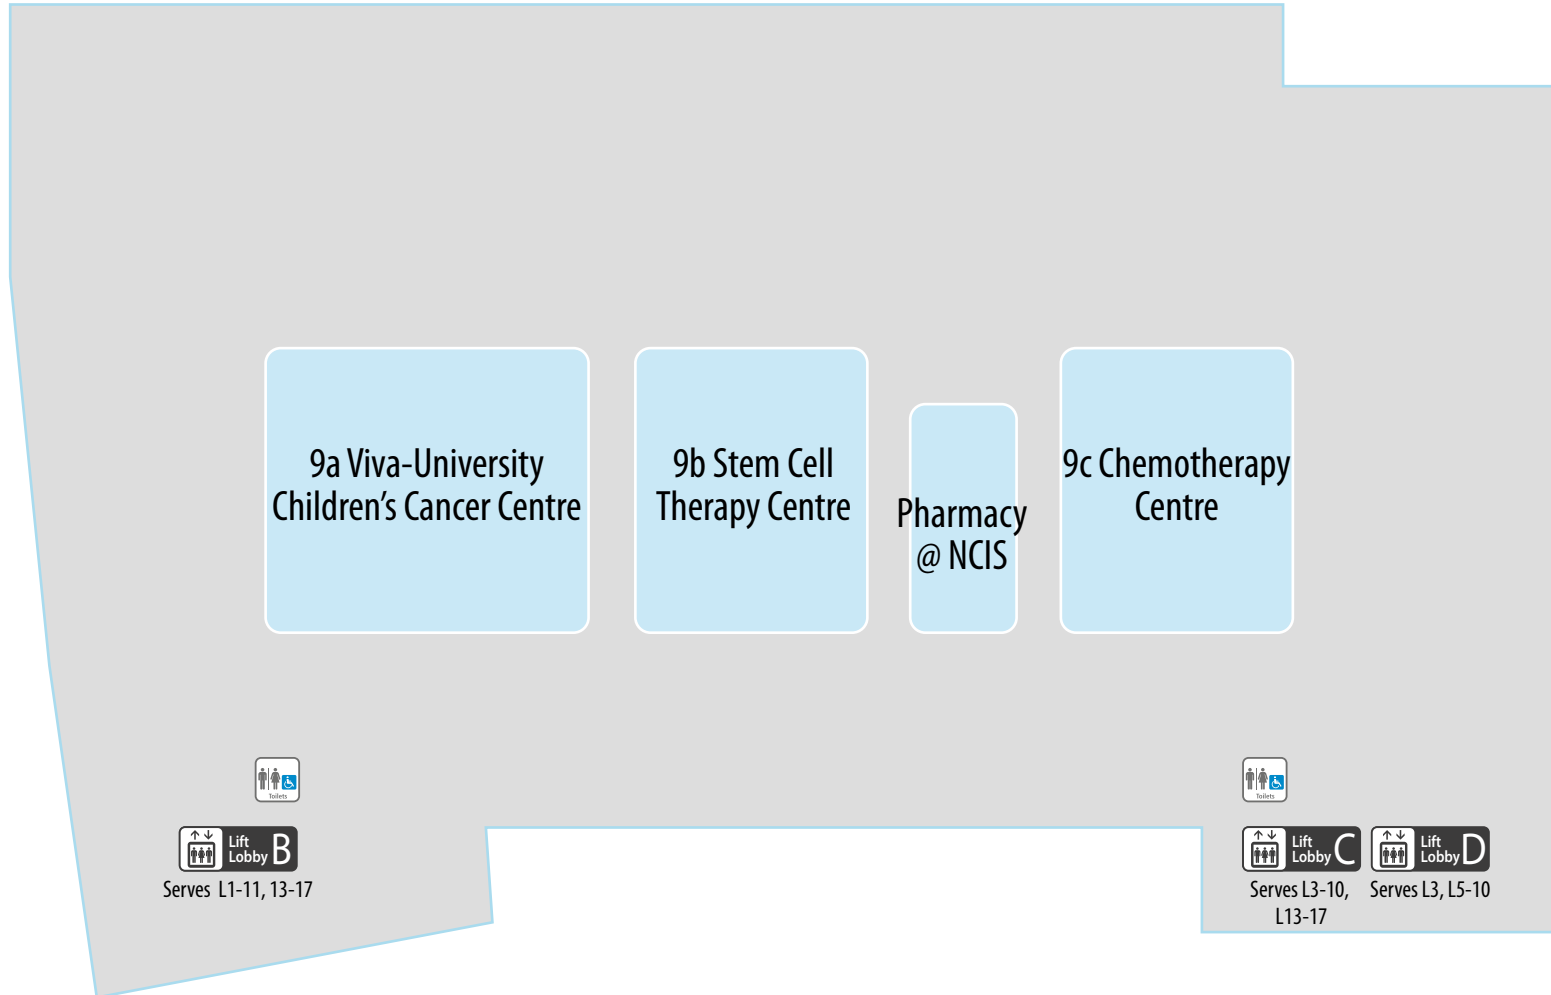 9a Viva-University
Children's Cancer Centre
9b Stem Cell
Therapy Centre
Pharmacy
@ NCIS
9c Chemotherapy
Centre
Toilets
Lift
Lobby B
Serves L1-11, 13-17
Toilets
Lift
Lobby C
Serves L3-10,
L13-17
Lift
Lobby D
Serves L3, L5-10